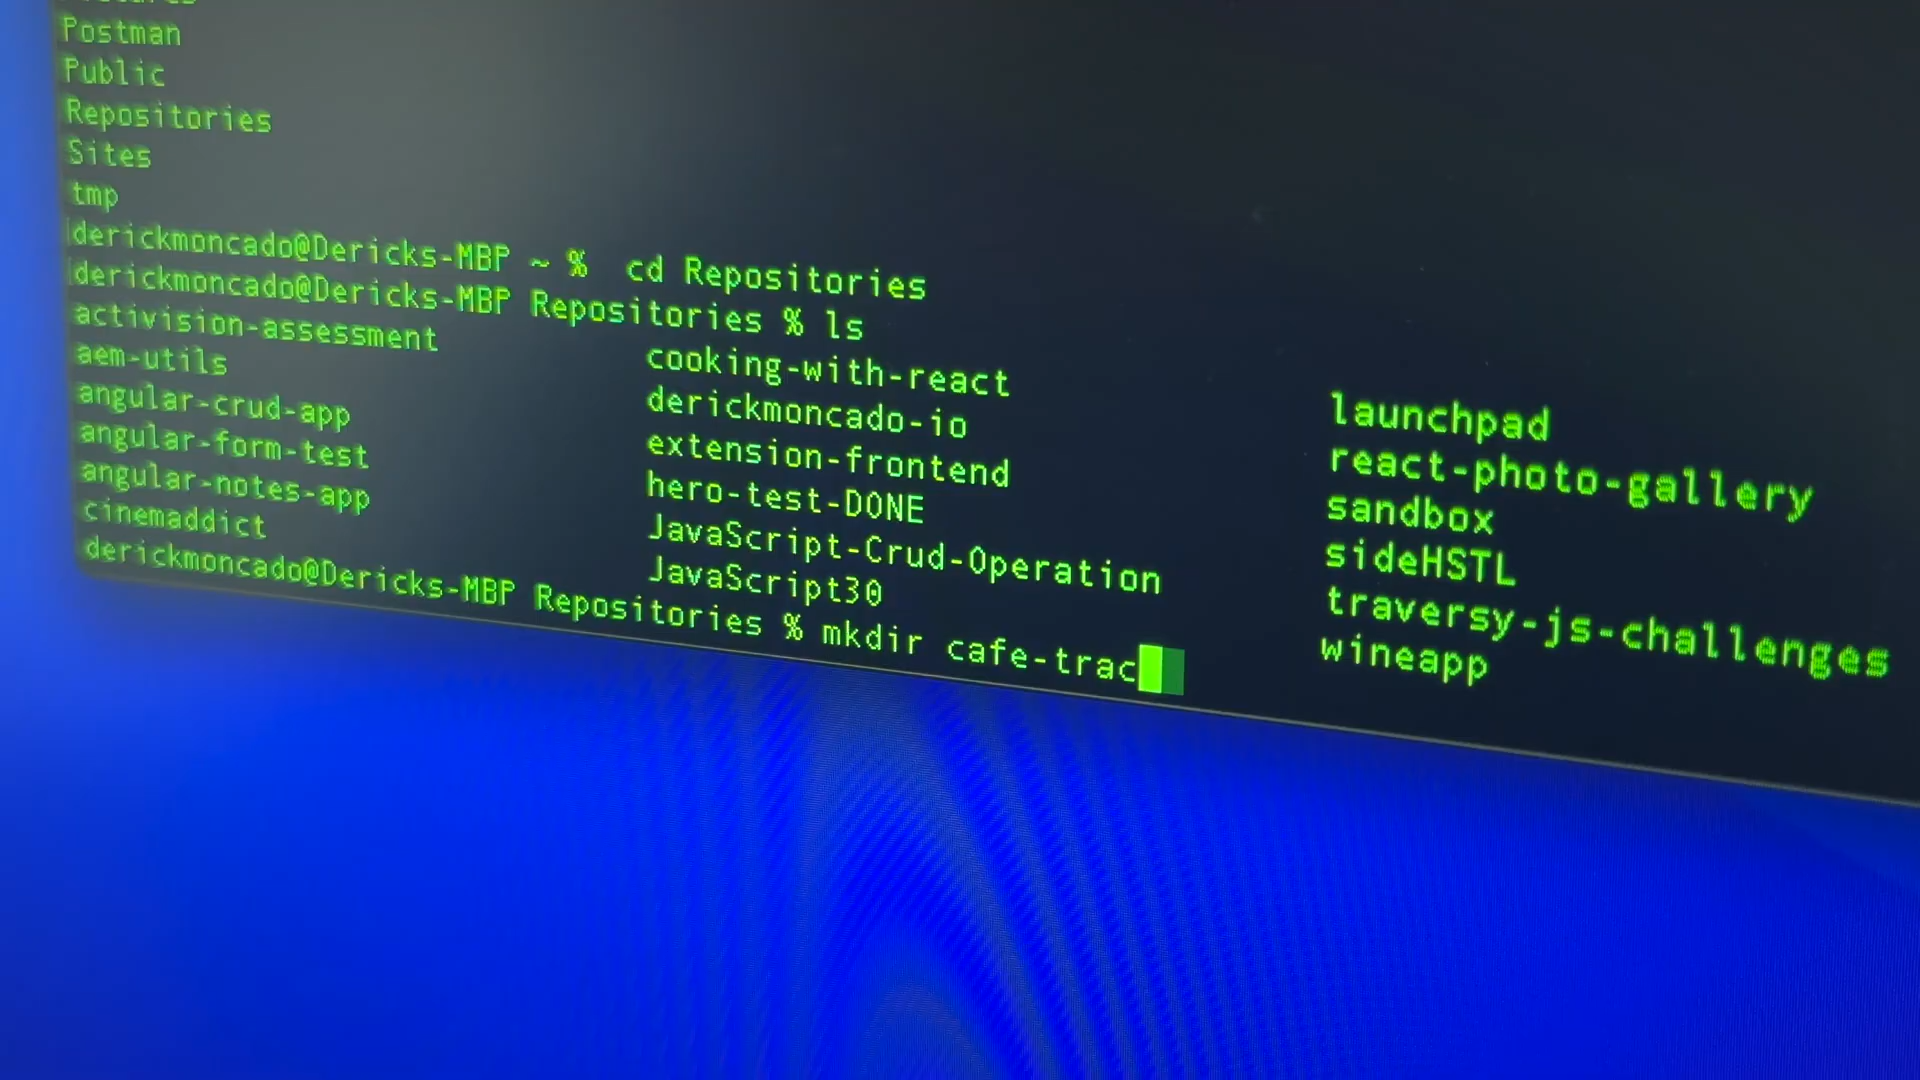 Postman
Public
Repositories
Sites
tmp
derickmoncado@Dericks-MBP ~ %  cd Repositories
derickmoncado@Dericks-MBP Repositories % ls
activision-assessment cooking-with-react launchpad
aem-utils derickmoncado-io react-photo-gallery
angular-crud-app extension-frontend sandbox
angular-form-test hero-test-DONE sideHSTL
angular-notes-app JavaScript-Crud-Operation traversy-js-challenges
cinemaddict JavaScript30 wineapp
derickmoncado@Dericks-MBP Repositories % mkdir cafe-trac